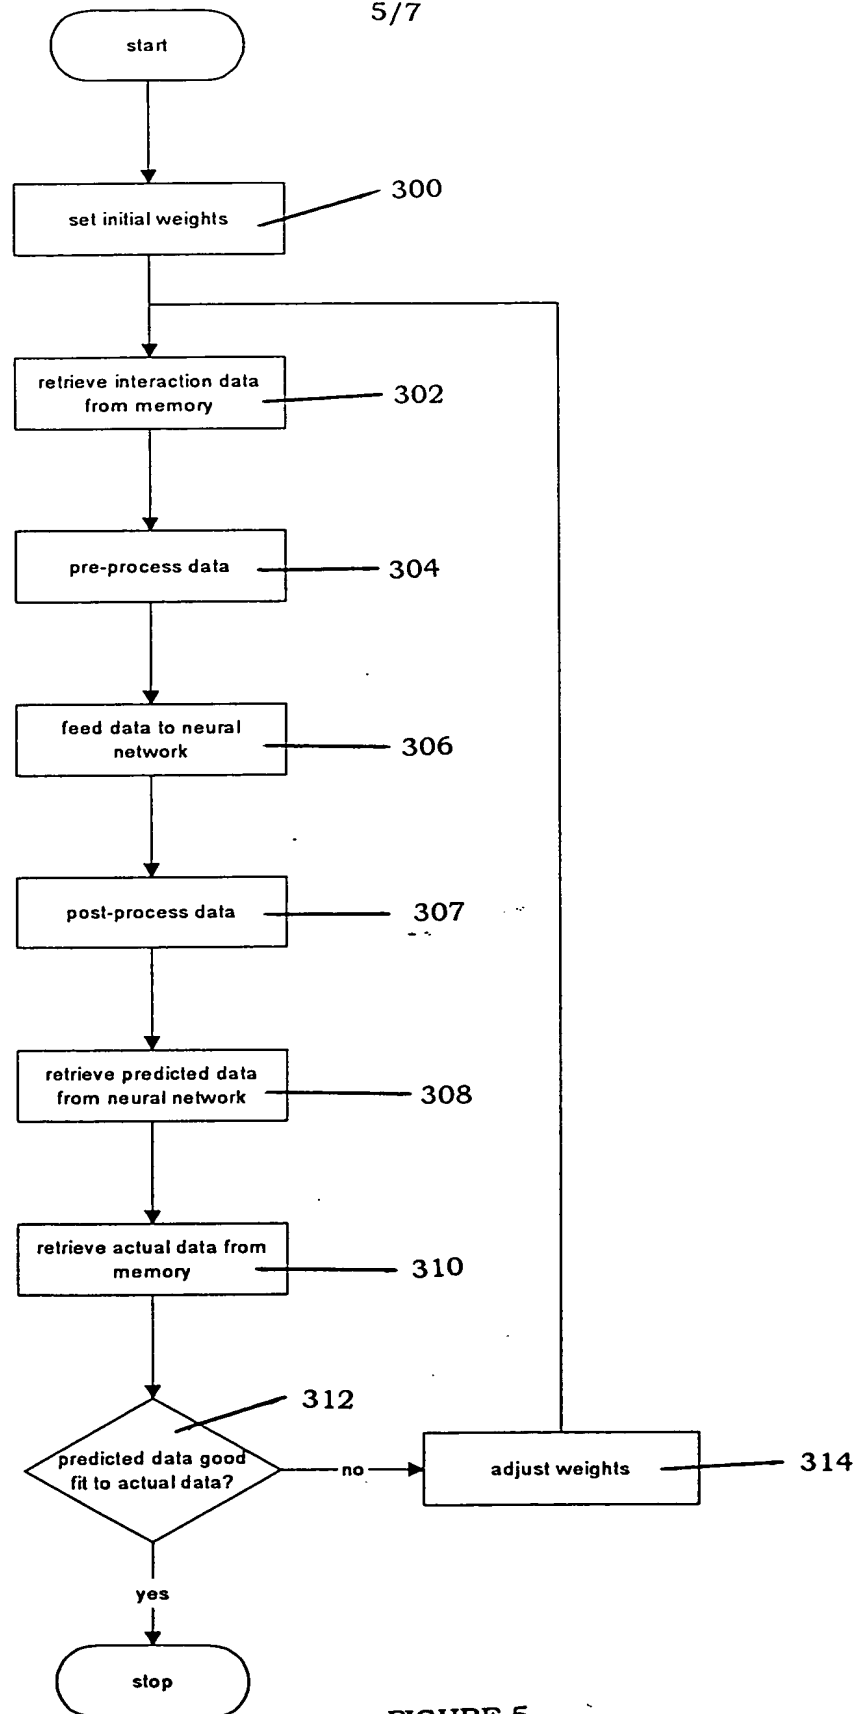 5/7
start
set initial weights
300
retrieve interaction data
from memory
302
pre-process data
304
feed data to neural
network
306
post-process data
307
retrieve predicted data
from neural network
308
retrieve actual data from
memory
310
312
predicted data good
fit to actual data?
no
adjust weights
314
yes
stop
FIGURE 5